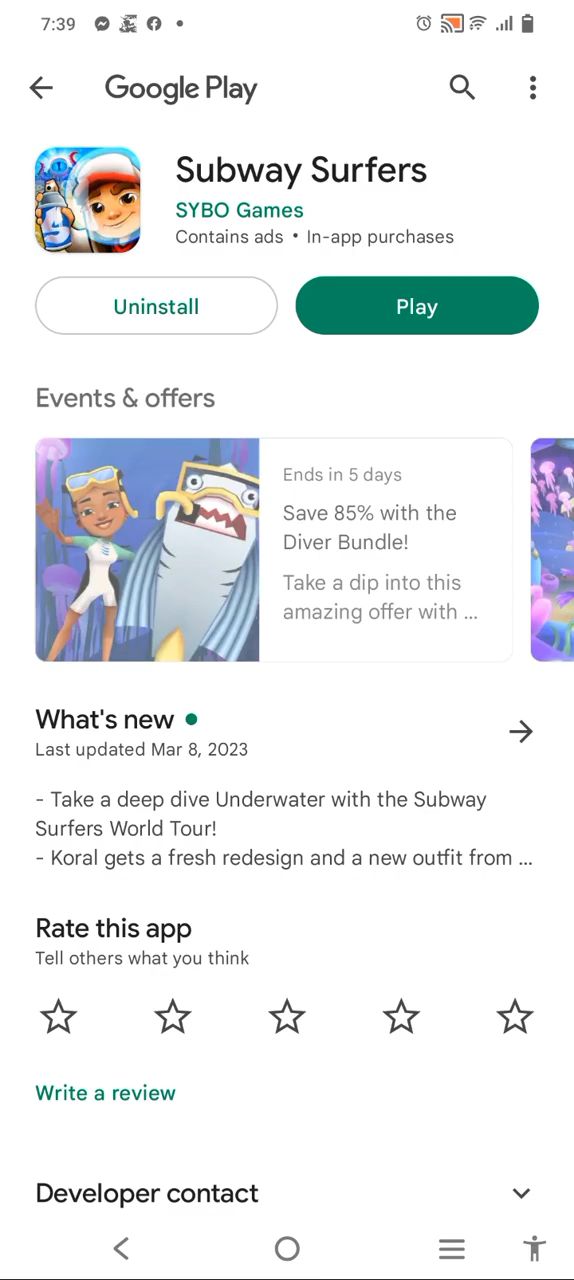 7:39
Google Play
Subway Surfers
SYBO Games
Contains ads • In-app purchases
Uninstall
Play
Events & offers
Ends in 5 days
Save 85% with the
Diver Bundle!
Take a dip into this
amazing offer with ...
What's new
Last updated Mar 8, 2023
- Take a deep dive Underwater with the Subway
Surfers World Tour!
- Koral gets a fresh redesign and a new outfit from ...
Rate this app
Tell others what you think
Write a review
Developer contact